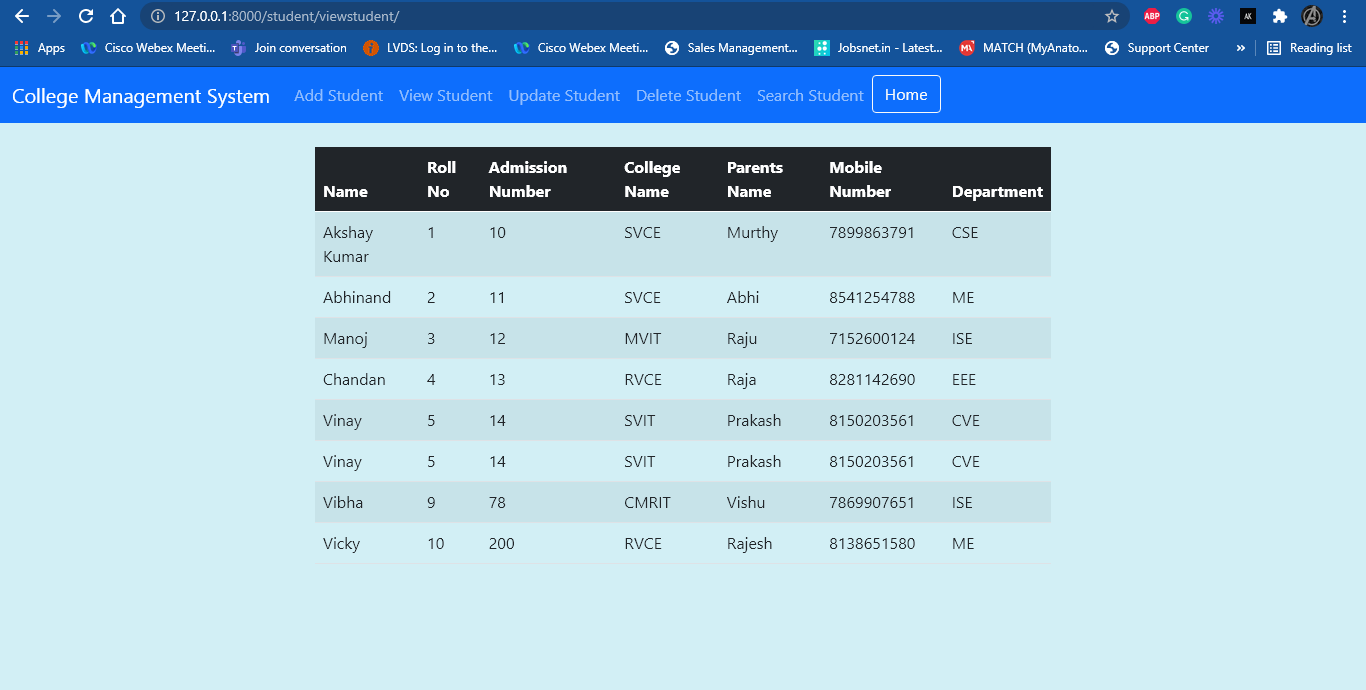 127.0.0.1:8000/student/viewstudent/
ABP G AK
Apps Cisco Webex Meeti... Join conversation LVDS: Log in to the... Cisco Webex Meeti... Sales Management... Jobsnet.in - Latest... MATCH (MyAnato... Support Center » Reading list
College Management System Add Student View Student Update Student Delete Student Search Student Home
Name Roll No Admission Number College Name Parents Name Mobile Number Department
Akshay Kumar 1 10 SVCE Murthy 7899863791 CSE
Abhinand 2 11 SVCE Abhi 8541254788 ME
Manoj 3 12 MVIT Raju 7152600124 ISE
Chandan 4 13 RVCE Raja 8281142690 EEE
Vinay 5 14 SVIT Prakash 8150203561 CVE
Vinay 5 14 SVIT Prakash 8150203561 CVE
Vibha 9 78 CMRIT Vishu 7869907651 ISE
Vicky 10 200 RVCE Rajesh 8138651580 ME